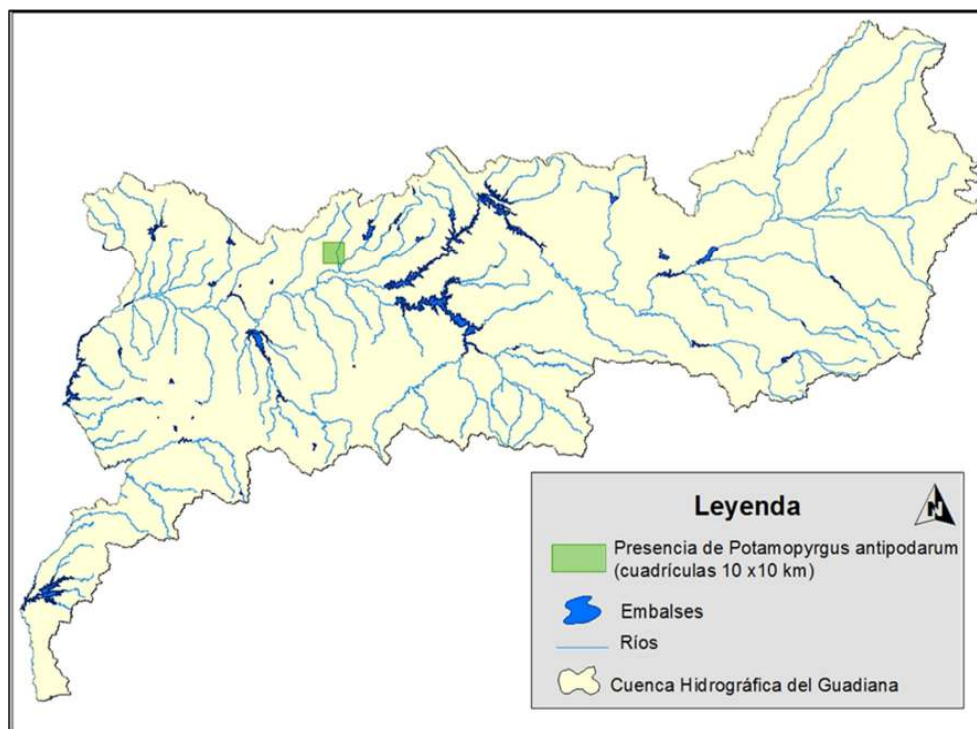 Leyenda
N
Presencia de Potamopyrgus antipodarum
(cuadrículas 10 x10 km)
Embalses
Ríos
Cuenca Hidrográfica del Guadiana